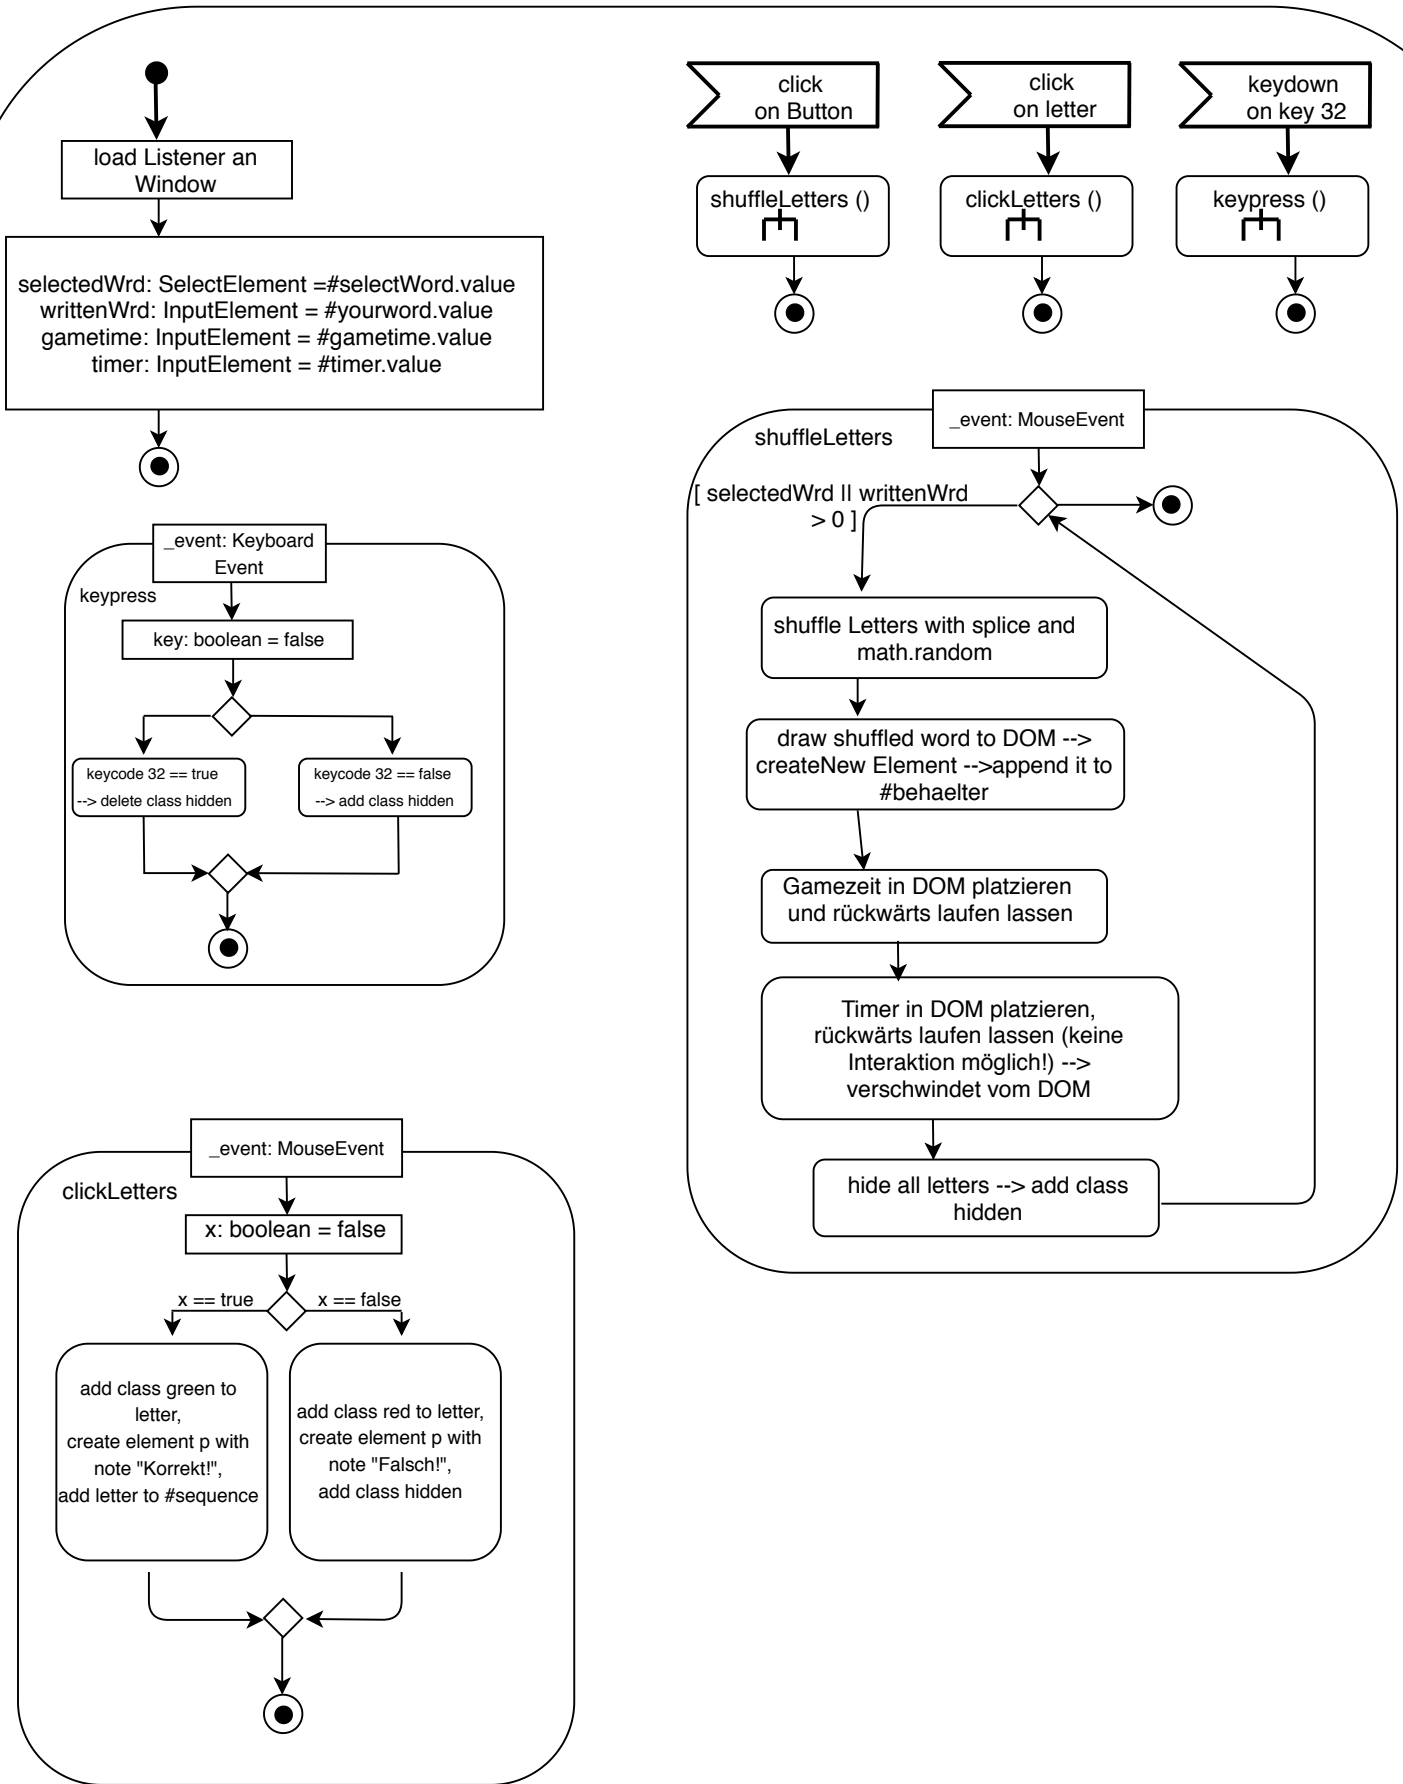 load Listener an
Window
selectedWrd: SelectElement =#selectWord.value
writtenWrd: InputElement = #yourword.value
gametime: InputElement = #gametime.value
timer: InputElement = #timer.value
click
on Button
click
on letter
keydown
on key 32
shuffleLetters ()
clickLetters ()
keypress ()
_event: Keyboard
Event
keypress
key: boolean = false
keycode 32 == true
--> delete class hidden
keycode 32 == false
--> add class hidden
_event: MouseEvent
shuffleLetters
[ selectedWrd II writtenWrd
> 0 ]
shuffle Letters with splice and
math.random
draw shuffled word to DOM -->
createNew Element -->append it to
#behaelter
Gamezeit in DOM platzieren
und rückwärts laufen lassen
Timer in DOM platzieren,
rückwärts laufen lassen (keine
Interaktion möglich!) -->
verschwindet vom DOM
hide all letters --> add class
hidden
_event: MouseEvent
clickLetters
x: boolean = false
x == true
x == false
add class green to
letter,
create element p with
note "Korrekt!",
add letter to #sequence
add class red to letter,
create element p with
note "Falsch!",
add class hidden